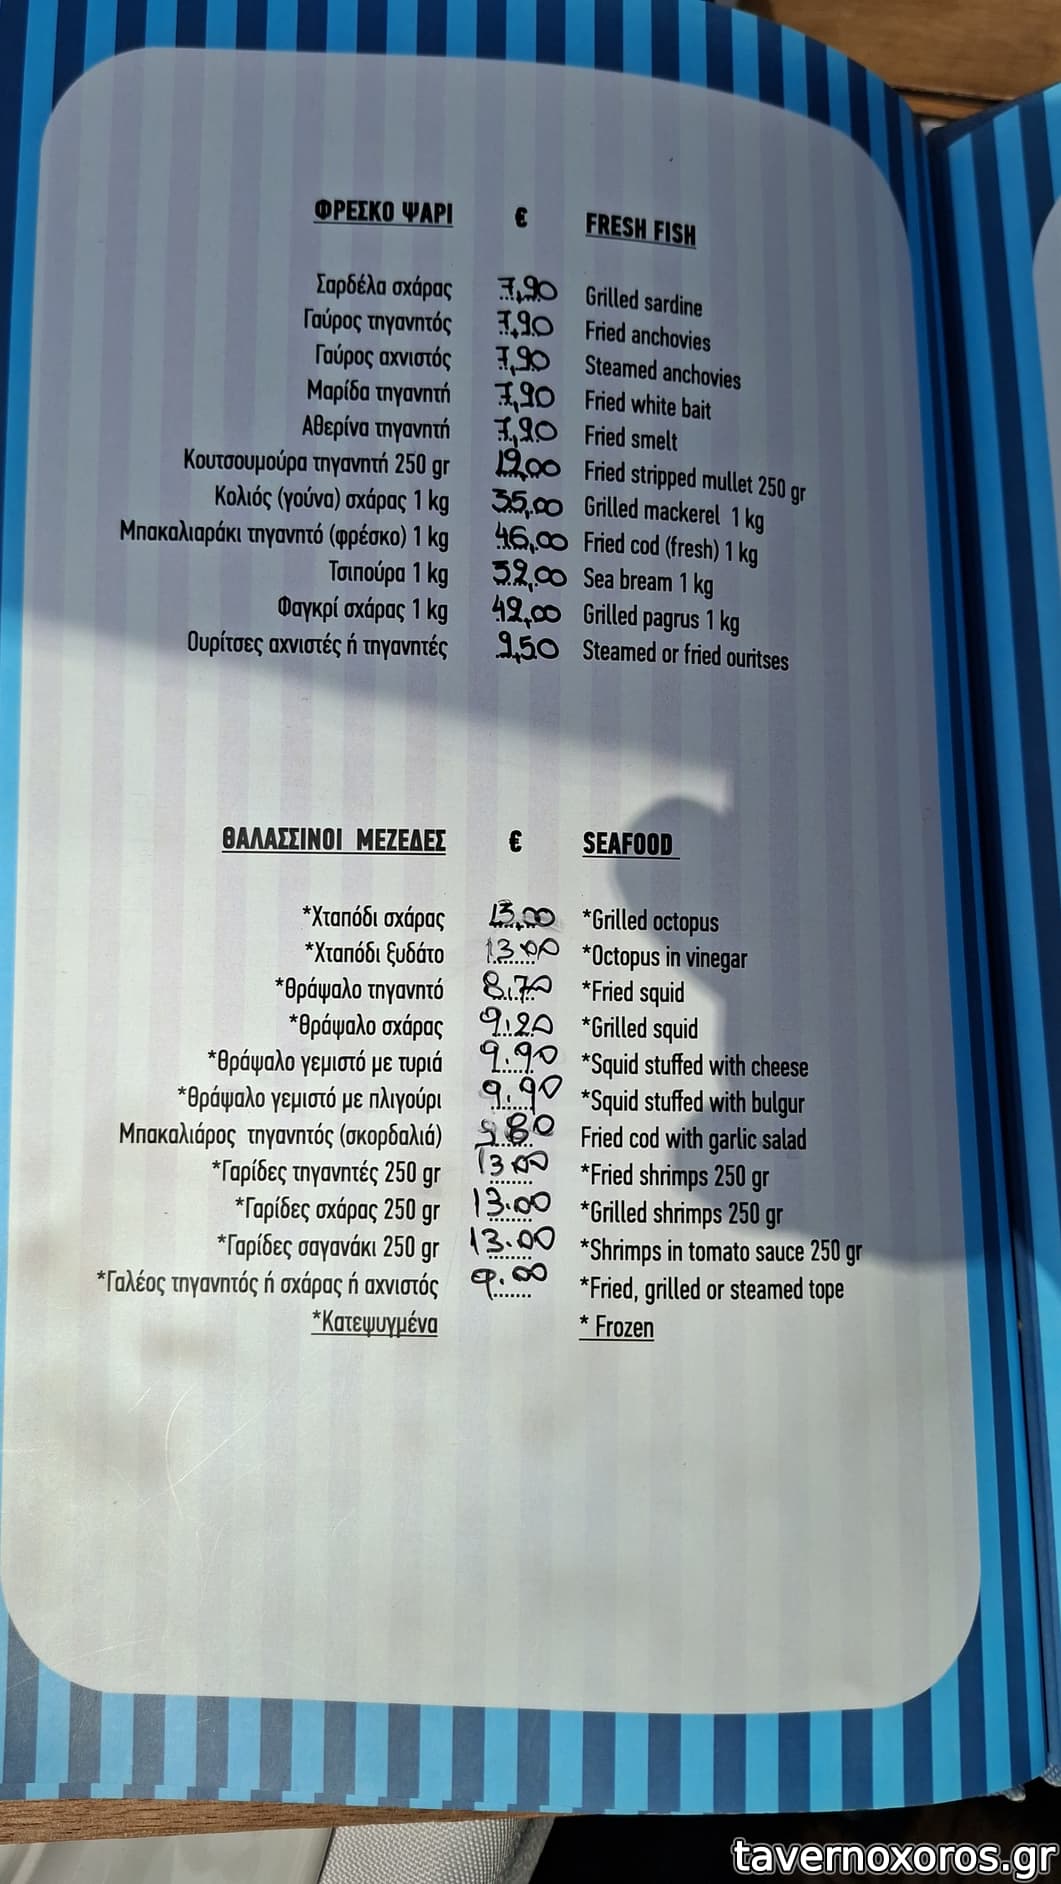 ΦΡΕΣΚΟ ΨΑΡΙ € FRESH FISH
Σαρδέλα σχάρας 7,90 Grilled sardine
Γαύρος τηγανητός 7,90 Fried anchovies
Γαύρος αχνιστός 7,90 Steamed anchovies
Μαρίδα τηγανητή 7,90 Fried white bait
Αθερίνα τηγανητή 7,90 Fried smelt
Κουτσουμούρα τηγανητή 250 gr 12,00 Fried stripped mullet 250 gr
Κολιός (γούνα) σχάρας 1 kg 35,00 Grilled mackerel 1 kg
Μπακαλιαράκι τηγανητό (φρέσκο) 1 kg 46,00 Fried cod (fresh) 1 kg
Τσιπούρα 1 kg 39,00 Sea bream 1 kg
Φαγκρί σχάρας 1 kg 42,00 Grilled pagrus 1 kg
Ουρίτσες αχνιστές ή τηγανητές 9,50 Steamed or fried ouritses
ΘΑΛΑΣΣΙΝΟΙ ΜΕΖΕΔΕΣ € SEAFOOD
*Χταπόδι σχάρας 13,00 *Grilled octopus
*Χταπόδι ξυδάτο 13.00 *Octopus in vinegar
*Θράψαλο τηγανητό 8.70 *Fried squid
*Θράψαλο σχάρας 9.20 *Grilled squid
*Θράψαλο γεμιστό με τυριά 9.90 *Squid stuffed with cheese
*Θράψαλο γεμιστό με πλιγούρι 9.90 *Squid stuffed with bulgur
Μπακαλιάρος τηγανητός (σκορδαλιά) 9.80 Fried cod with garlic salad
*Γαρίδες τηγανητές 250 gr 13.00 *Fried shrimps 250 gr
*Γαρίδες σχάρας 250 gr 13.00 *Grilled shrimps 250 gr
*Γαρίδες σαγανάκι 250 gr 13.00 *Shrimps in tomato sauce 250 gr
*Γαλέος τηγανητός ή σχάρας ή αχνιστός 9.00 *Fried, grilled or steamed tope
*Κατεψυγμένα * Frozen
tavernoxoros.gr